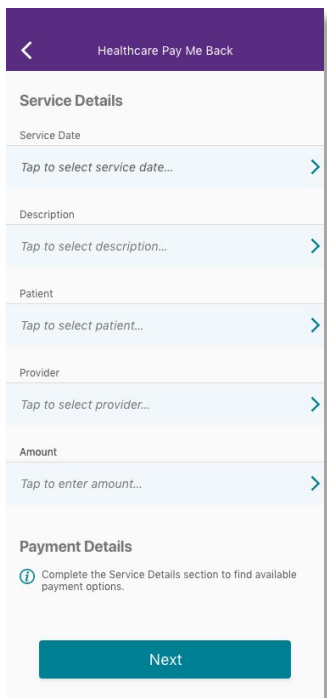 Healthcare Pay Me Back
Service Details
Service Date
Tap to select service date...
Description
Tap to select description...
Patient
Tap to select patient...
Provider
Tap to select provider...
Amount
Tap to enter amount...
Payment Details
Complete the Service Details section to find available
payment options.
Next